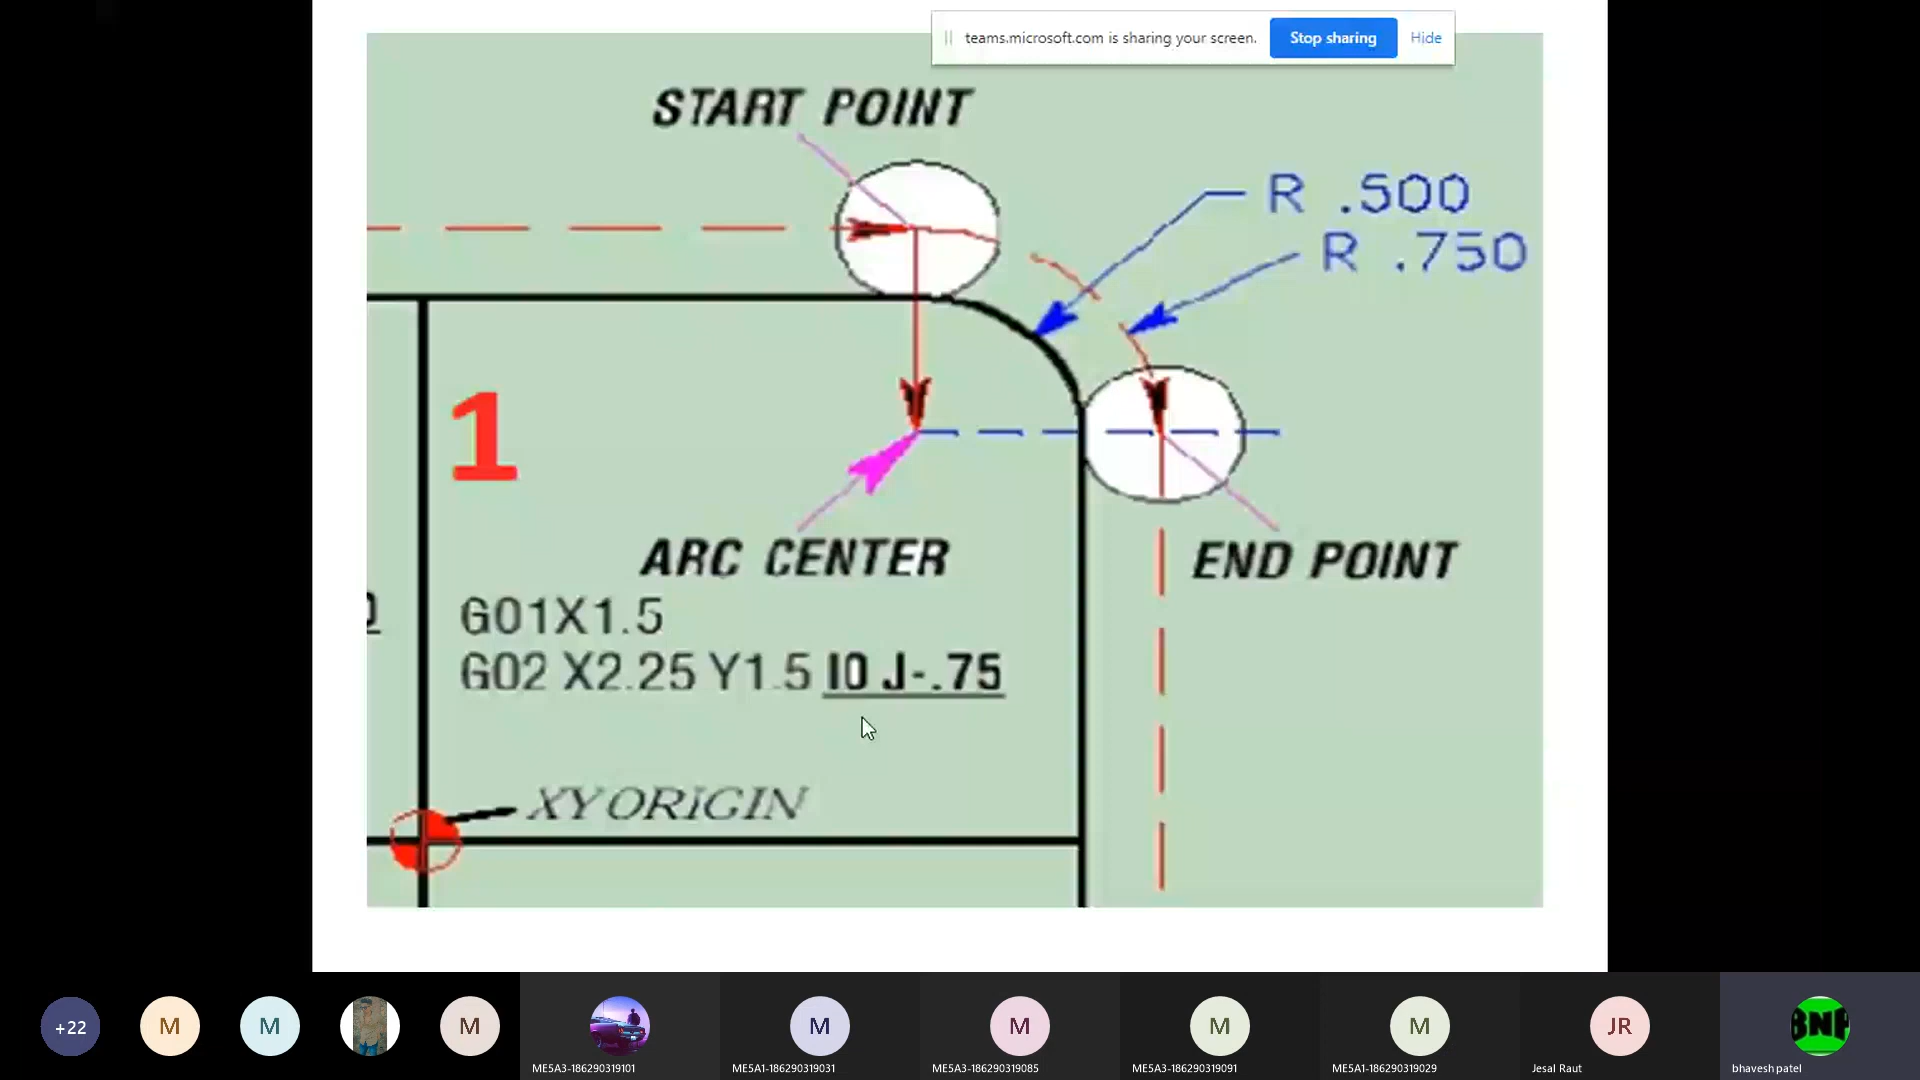 teams.microsoft.com is sharing your screen. Stop sharing Hide
START POINT
R .500
R .750
1
ARC CENTER
END POINT
G01X1.5
G02 X2.25 Y1.5 I0 J-.75
XY ORIGIN
+22 M M M M M M M M JR BNP
ME5A3-186290319101 ME5A1-186290319031 ME5A3-186290319085 ME5A3-186290319091 ME5A1-186290319029 Jesal Raut bhavesh patel